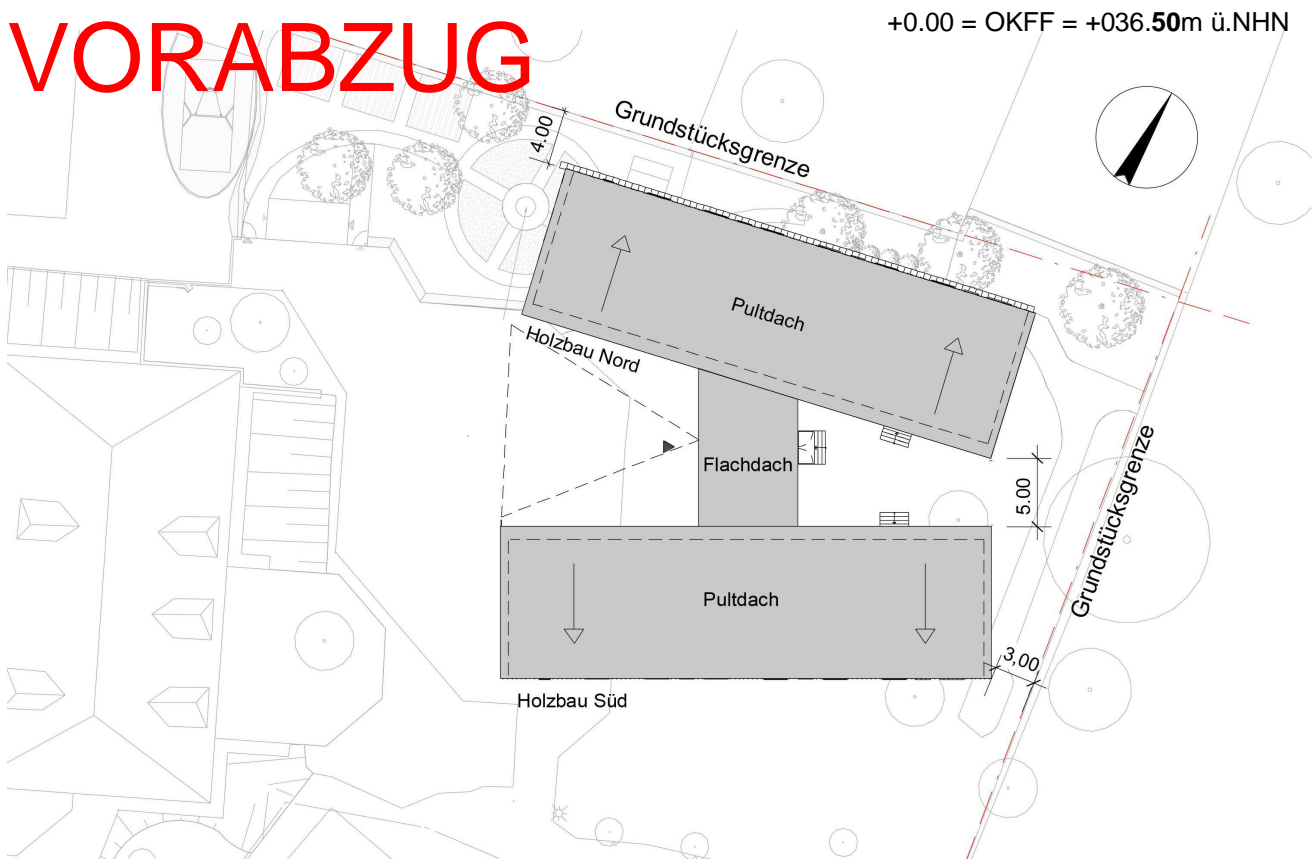 VORABZUG
+0.00 = OKFF = +036.50m ü.NHN
4.00
Grundstücksgrenze
Pultdach
Holzbau Nord
Flachdach
5.00
Grundstücksgrenze
Pultdach
3,00
Holzbau Süd